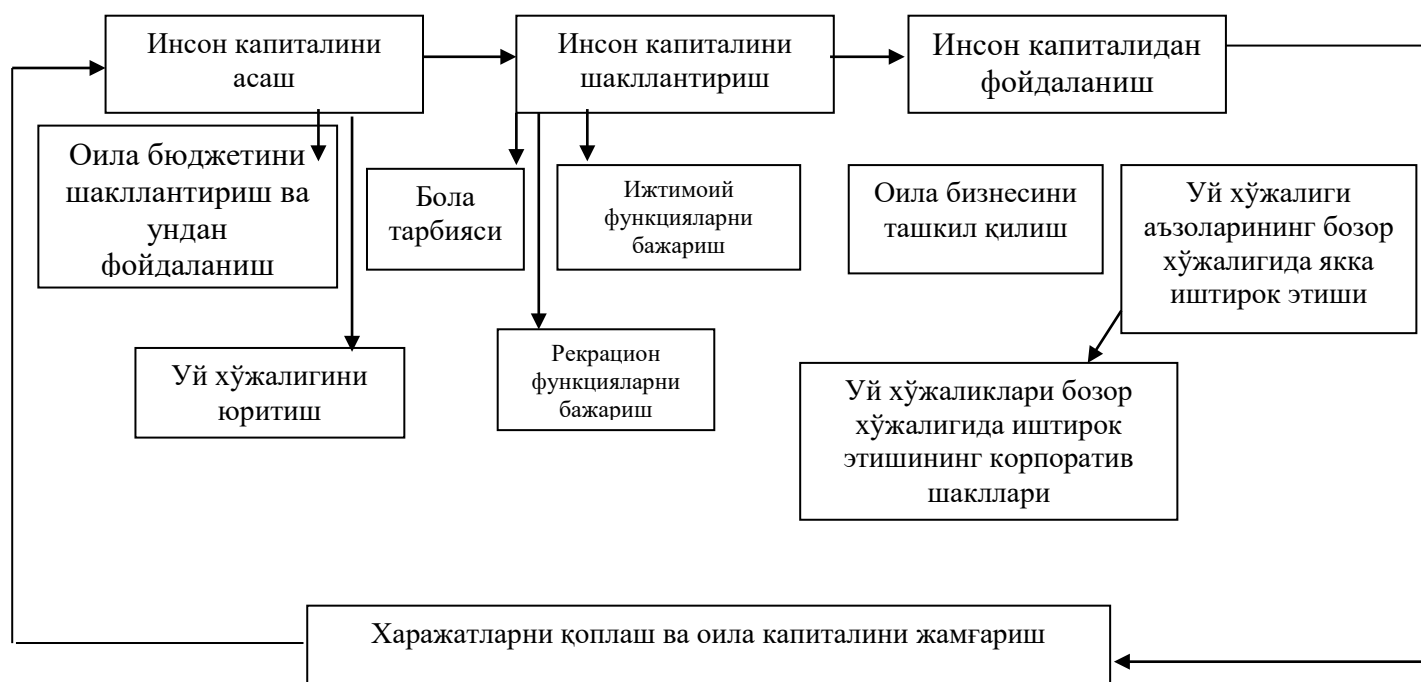 Инсон капиталини
асаш
Инсон капиталини
шакллантириш
Инсон капиталидан
фойдаланиш
Оила бюджетини
шакллантириш ва
ундан
фойдаланиш
Бола
тарбияси
Ижтимоий
функцияларни
бажариш
Оила бизнесини
ташкил қилиш
Уй хўжалиги
аъзоларининг бозор
хўжалигида якка
иштирок этиши
Уй хўжалигини
юритиш
Рекрацион
функцияларни
бажариш
Уй хўжаликлари бозор
хўжалигида иштирок
этишининг корпоратив
шакллари
Харажатларни қоплаш ва оила капиталини жамғариш